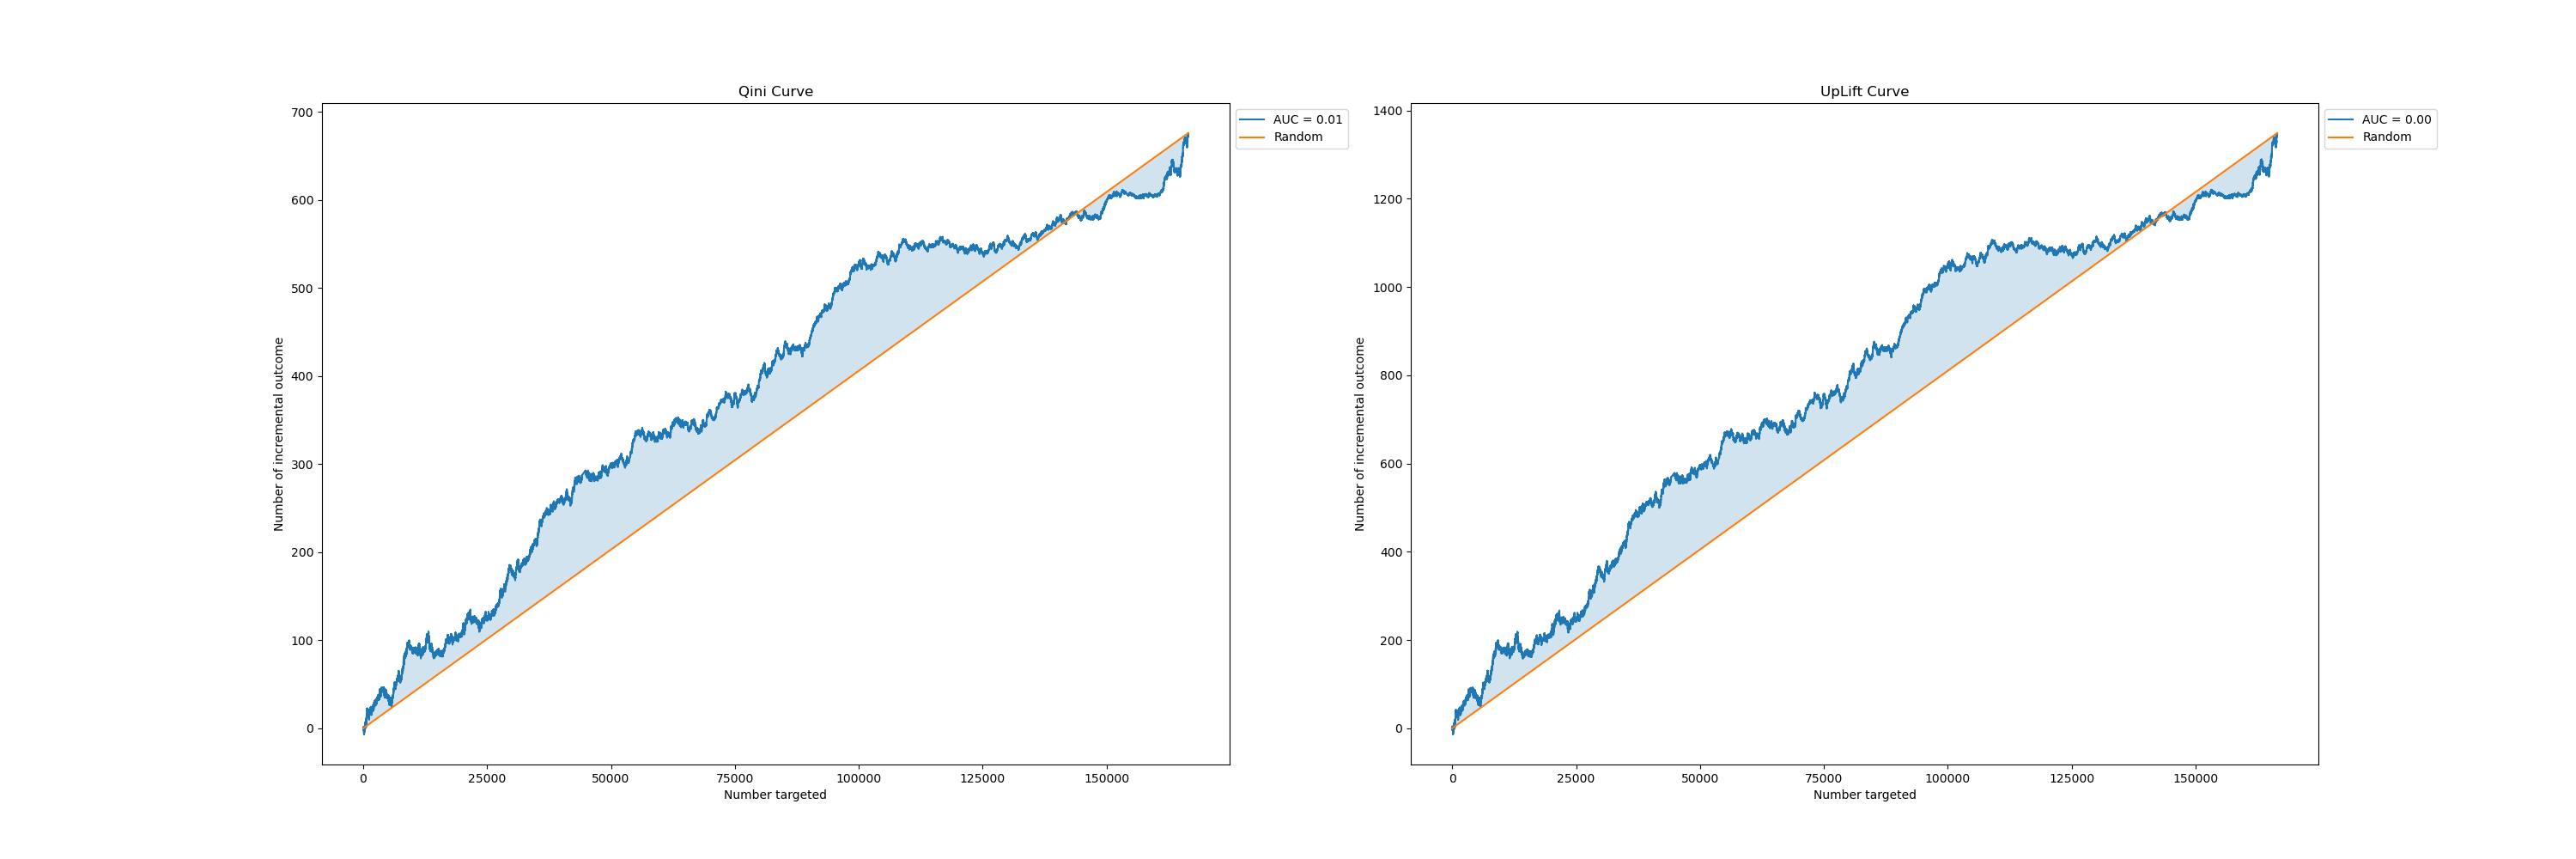 Qini Curve
700
600
500
400
300
200
100
0
Number of incremental outcome
0 25000 50000 75000 100000 125000 150000
Number targeted
AUC = 0.01
Random
UpLift Curve
1400
1200
1000
800
600
400
200
0
Number of incremental outcome
0 25000 50000 75000 100000 125000 150000
Number targeted
AUC = 0.00
Random